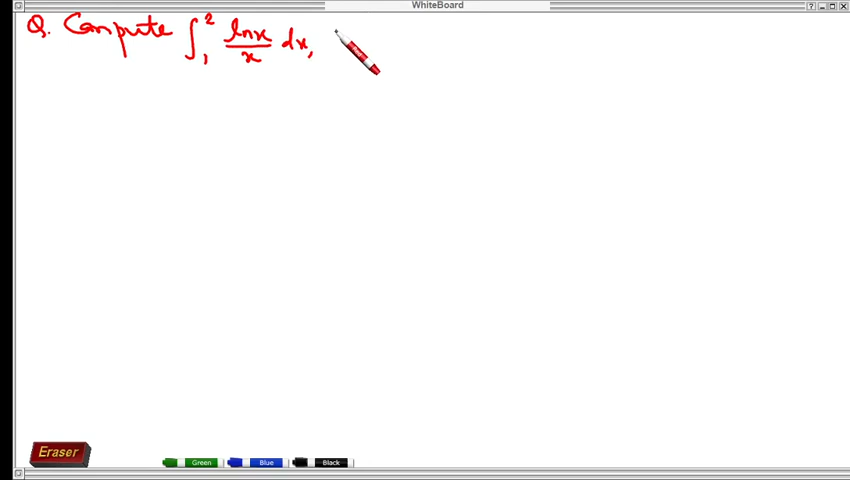 WhiteBoard
Q. Compute ∫₁² lnx/x dx,
Eraser
Green Blue Black